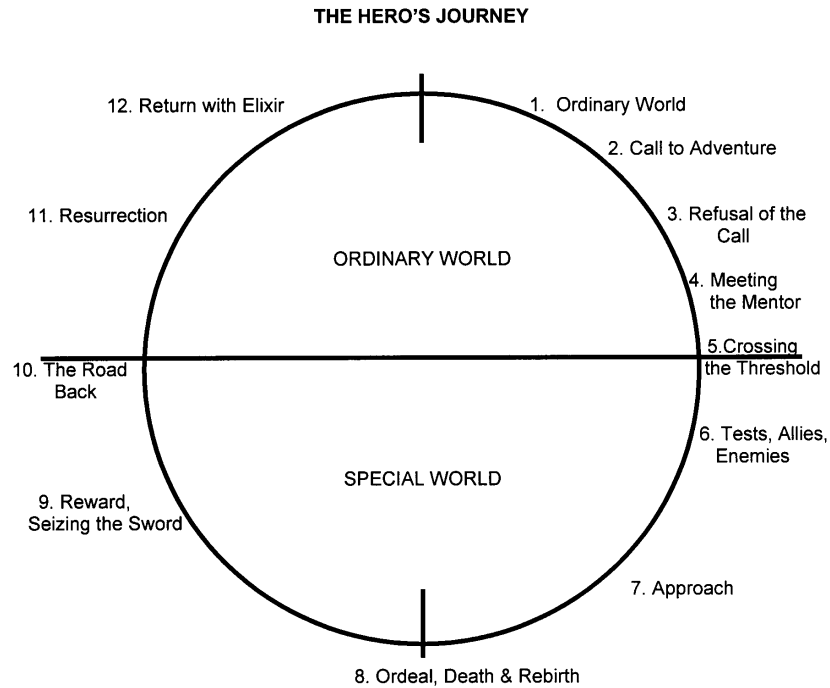 THE HERO'S JOURNEY
12. Return with Elixir
1. Ordinary World
2. Call to Adventure
11. Resurrection
3. Refusal of the
Call
ORDINARY WORLD
4. Meeting
the Mentor
5.Crossing
the Threshold
10. The Road
Back
6. Tests, Allies,
Enemies
SPECIAL WORLD
9. Reward,
Seizing the Sword
7. Approach
8. Ordeal, Death & Rebirth